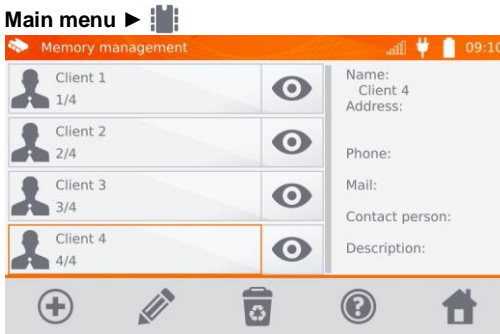 Main menu ►
Memory management
09:10
Client 1
1/4
Client 2
2/4
Client 3
3/4
Client 4
4/4
Name:
Client 4
Address:
Phone:
Mail:
Contact person:
Description: